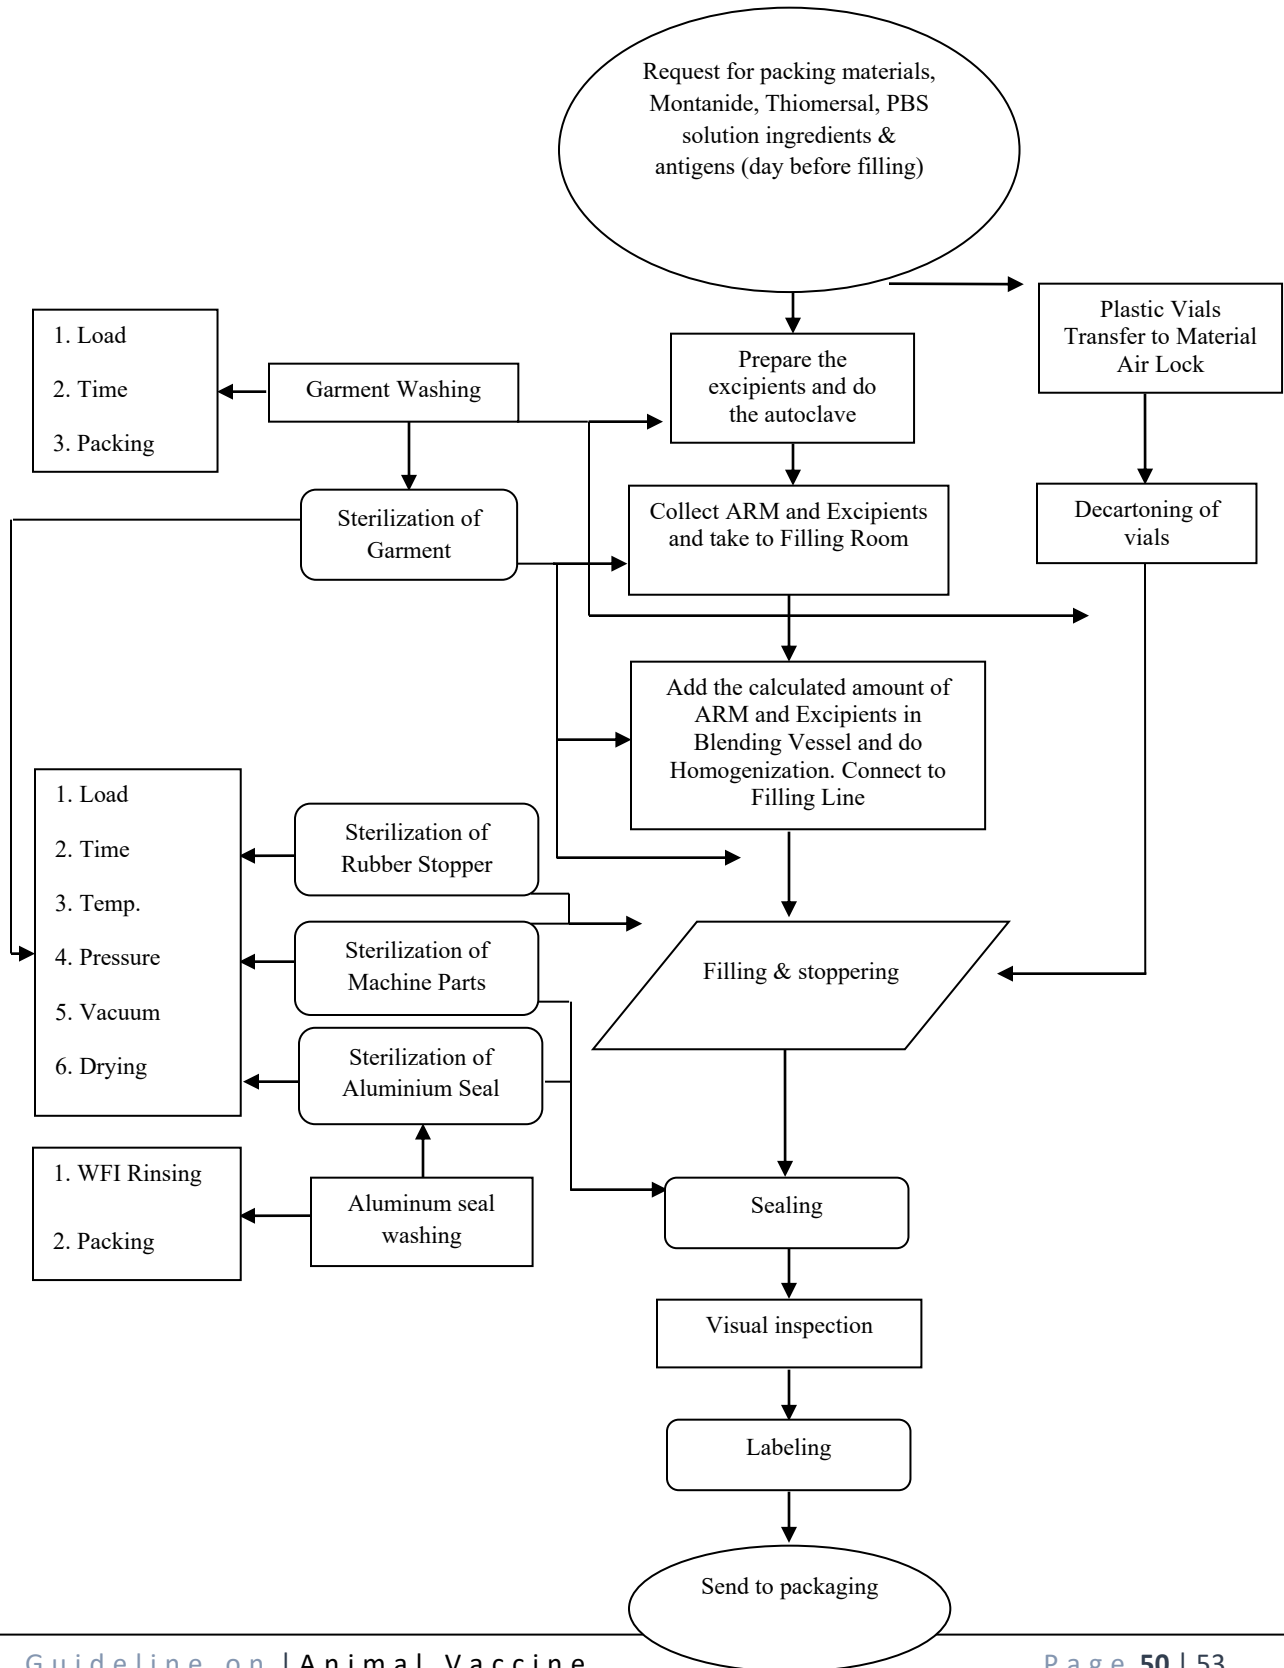 Request for packing materials,
Montanide, Thiomersal, PBS
solution ingredients &
antigens (day before filling)
Plastic Vials
Transfer to Material
Air Lock
1. Load
2. Time
3. Packing
Garment Washing
Prepare the
excipients and do
the autoclave
Sterilization of
Garment
Collect ARM and Excipients
and take to Filling Room
Decartoning of
vials
Add the calculated amount of
ARM and Excipients in
Blending Vessel and do
Homogenization. Connect to
Filling Line
1. Load
2. Time
3. Temp.
4. Pressure
5. Vacuum
6. Drying
Sterilization of
Rubber Stopper
Sterilization of
Machine Parts
Filling & stoppering
Sterilization of
Aluminium Seal
1. WFI Rinsing
2. Packing
Aluminum seal
washing
Sealing
Visual inspection
Labeling
Send to packaging
Guideline on | Animal Vaccine
Page 50 | 53